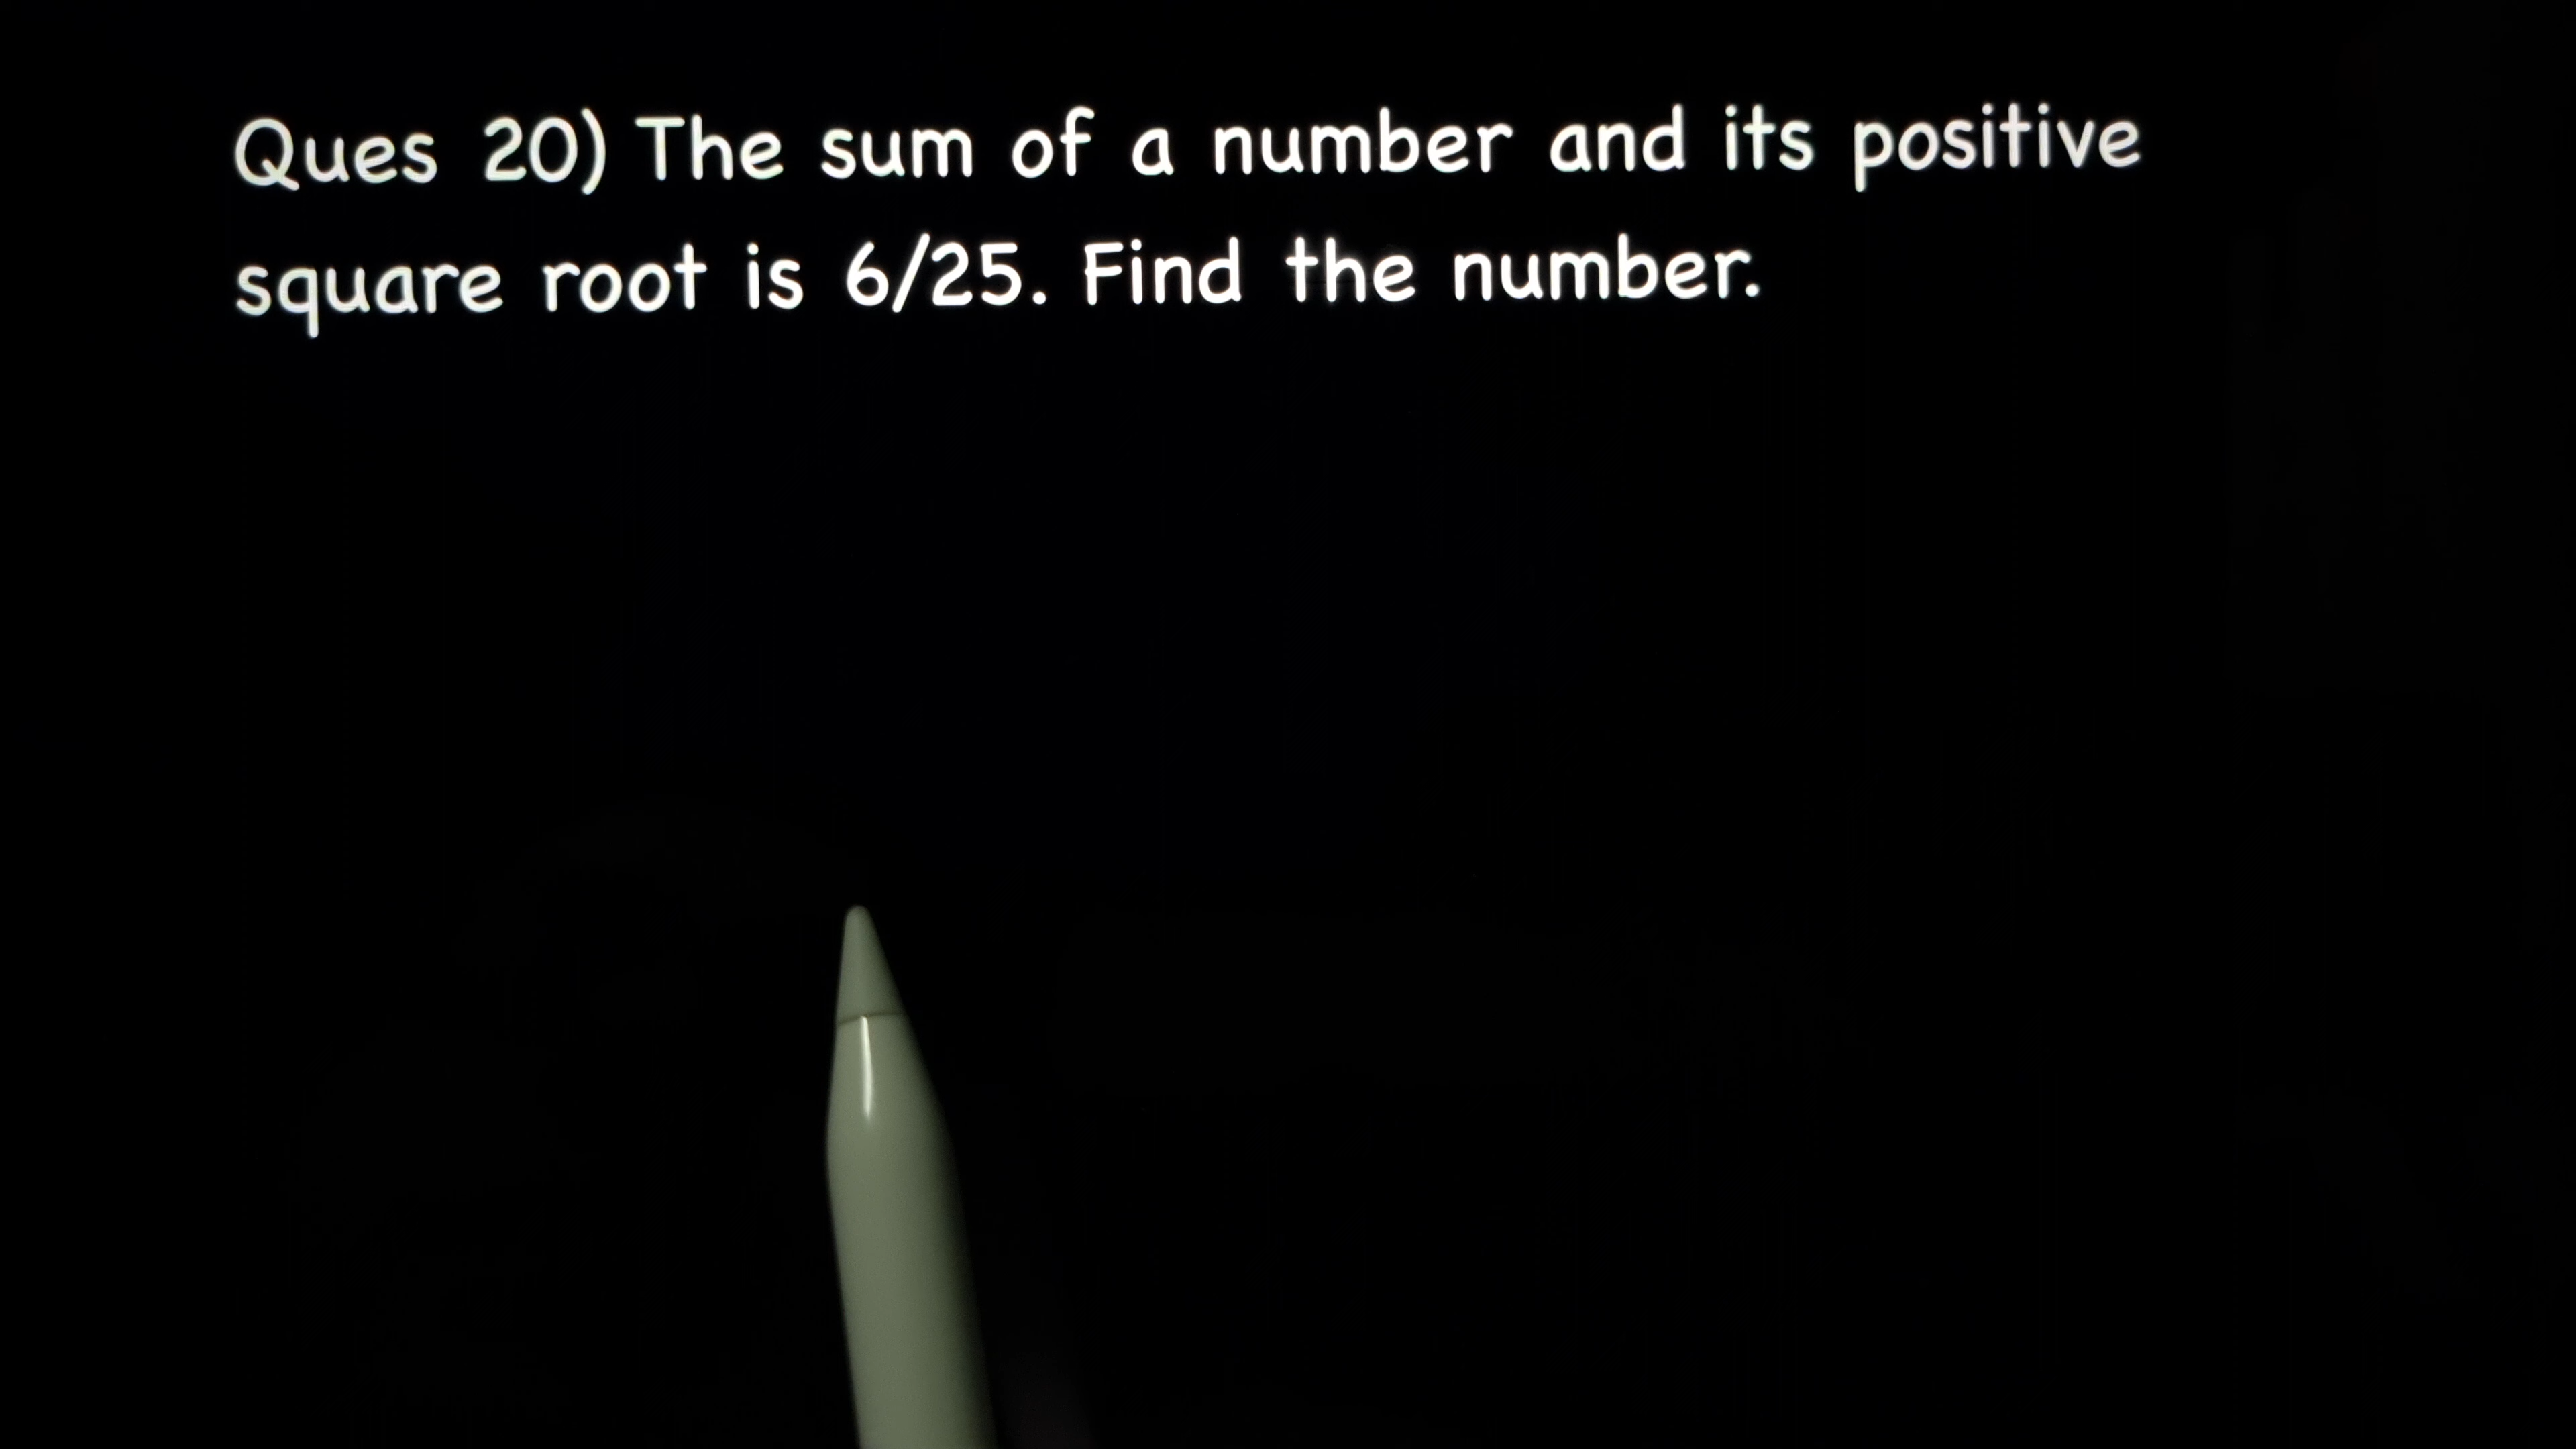 Ques 20) The sum of a number and its positive
square root is 6/25. Find the number.